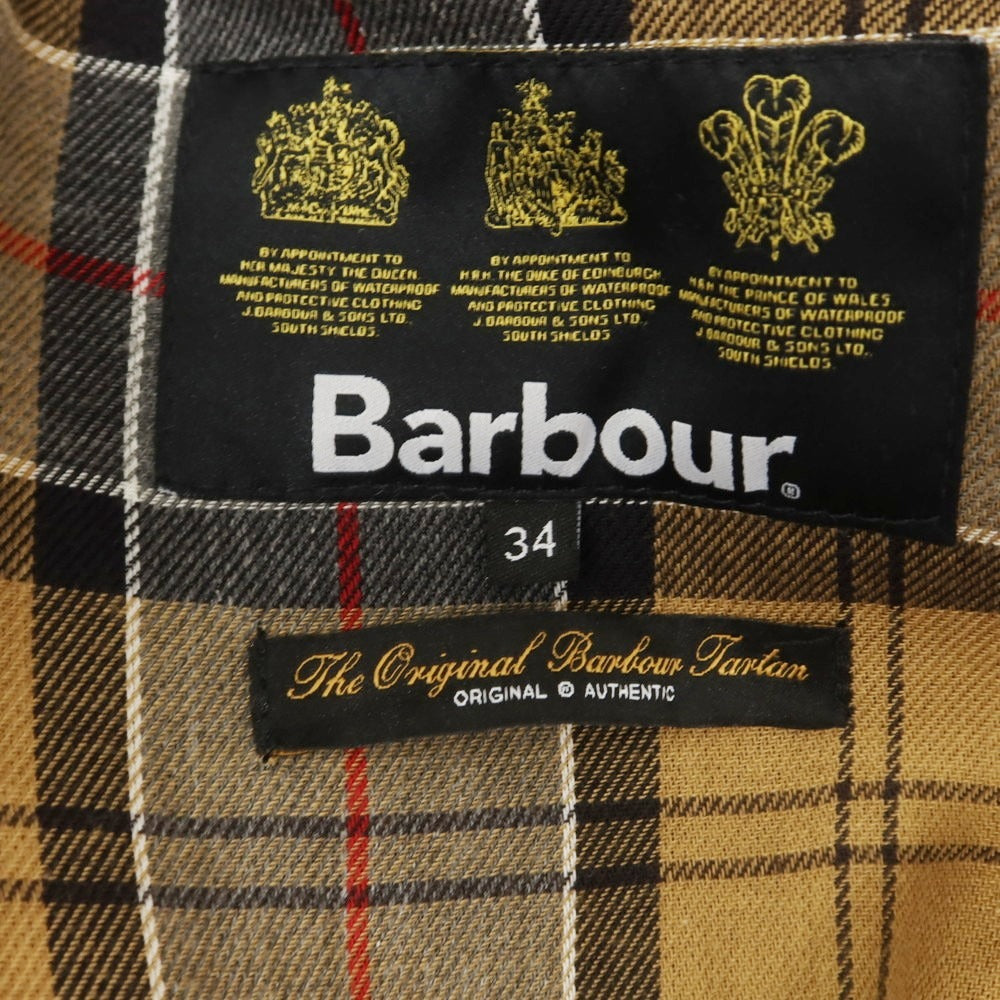 BY APPOINTMENT TO
HER MAJESTY THE QUEEN
MANUFACTURERS OF WATERPROOF
AND PROTECTIVE CLOTHING
J. BARBOUR & SONS LTD.
SOUTH SHIELDS
BY APPOINTMENT TO
H.R.H. THE DUKE OF EDINBURGH
MANUFACTURERS OF WATERPROOF
AND PROTECTIVE CLOTHING
J. BARBOUR & SONS LTD.
SOUTH SHIELDS
BY APPOINTMENT TO
H.R.H THE PRINCE OF WALES
MANUFACTURERS OF WATERPROOF
AND PROTECTIVE CLOTHING
J. BARBOUR & SONS LTD.
SOUTH SHIELDS
Barbour®
34
The Original Barbour Tartan
ORIGINAL ® AUTHENTIC